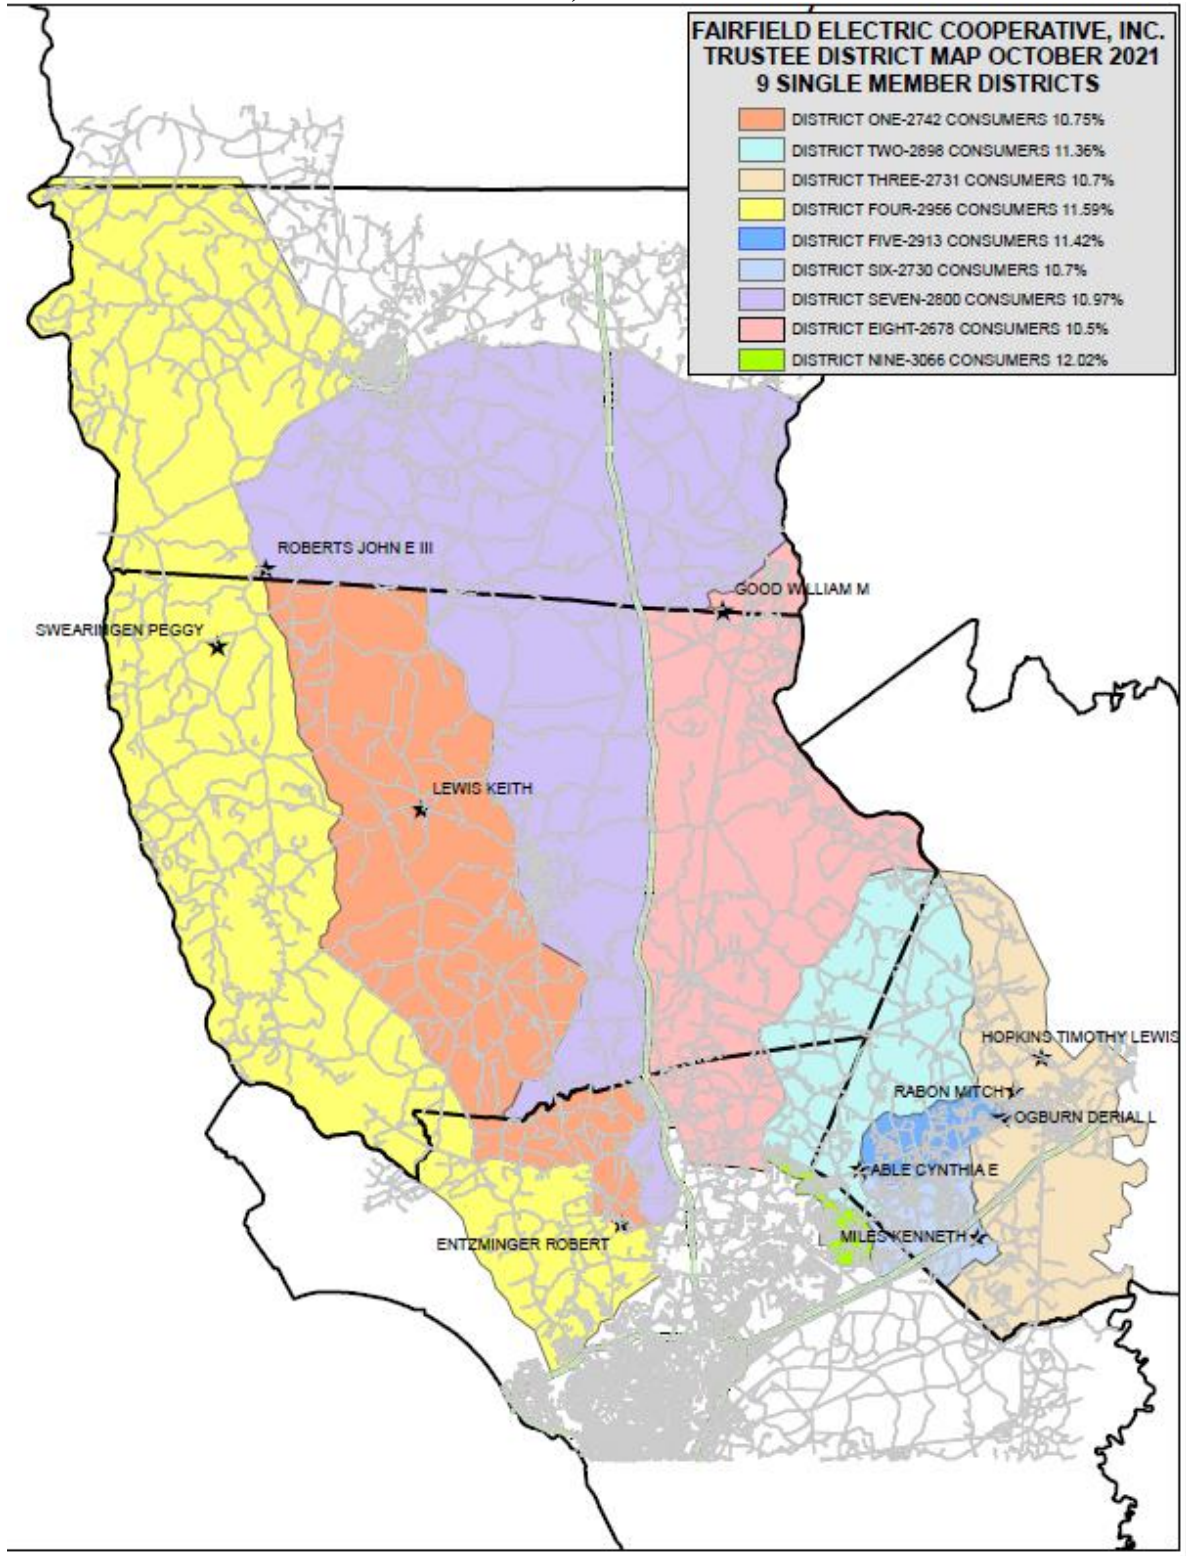 FAIRFIELD ELECTRIC COOPERATIVE, INC.
TRUSTEE DISTRICT MAP OCTOBER 2021
9 SINGLE MEMBER DISTRICTS
DISTRICT ONE-2742 CONSUMERS 10.75%
DISTRICT TWO-2898 CONSUMERS 11.36%
DISTRICT THREE-2731 CONSUMERS 10.7%
DISTRICT FOUR-2956 CONSUMERS 11.59%
DISTRICT FIVE-2913 CONSUMERS 11.42%
DISTRICT SIX-2730 CONSUMERS 10.7%
DISTRICT SEVEN-2800 CONSUMERS 10.97%
DISTRICT EIGHT-2678 CONSUMERS 10.5%
DISTRICT NINE-3066 CONSUMERS 12.02%
ROBERTS JOHN E III
GOOD WILLIAM M
SWEARINGEN PEGGY
LEWIS KEITH
HOPKINS TIMOTHY LEWIS
RABON MITCH
OGBURN DERIAL L
ABLE CYNTHIA E
MILES KENNETH
ENTZMINGER ROBERT